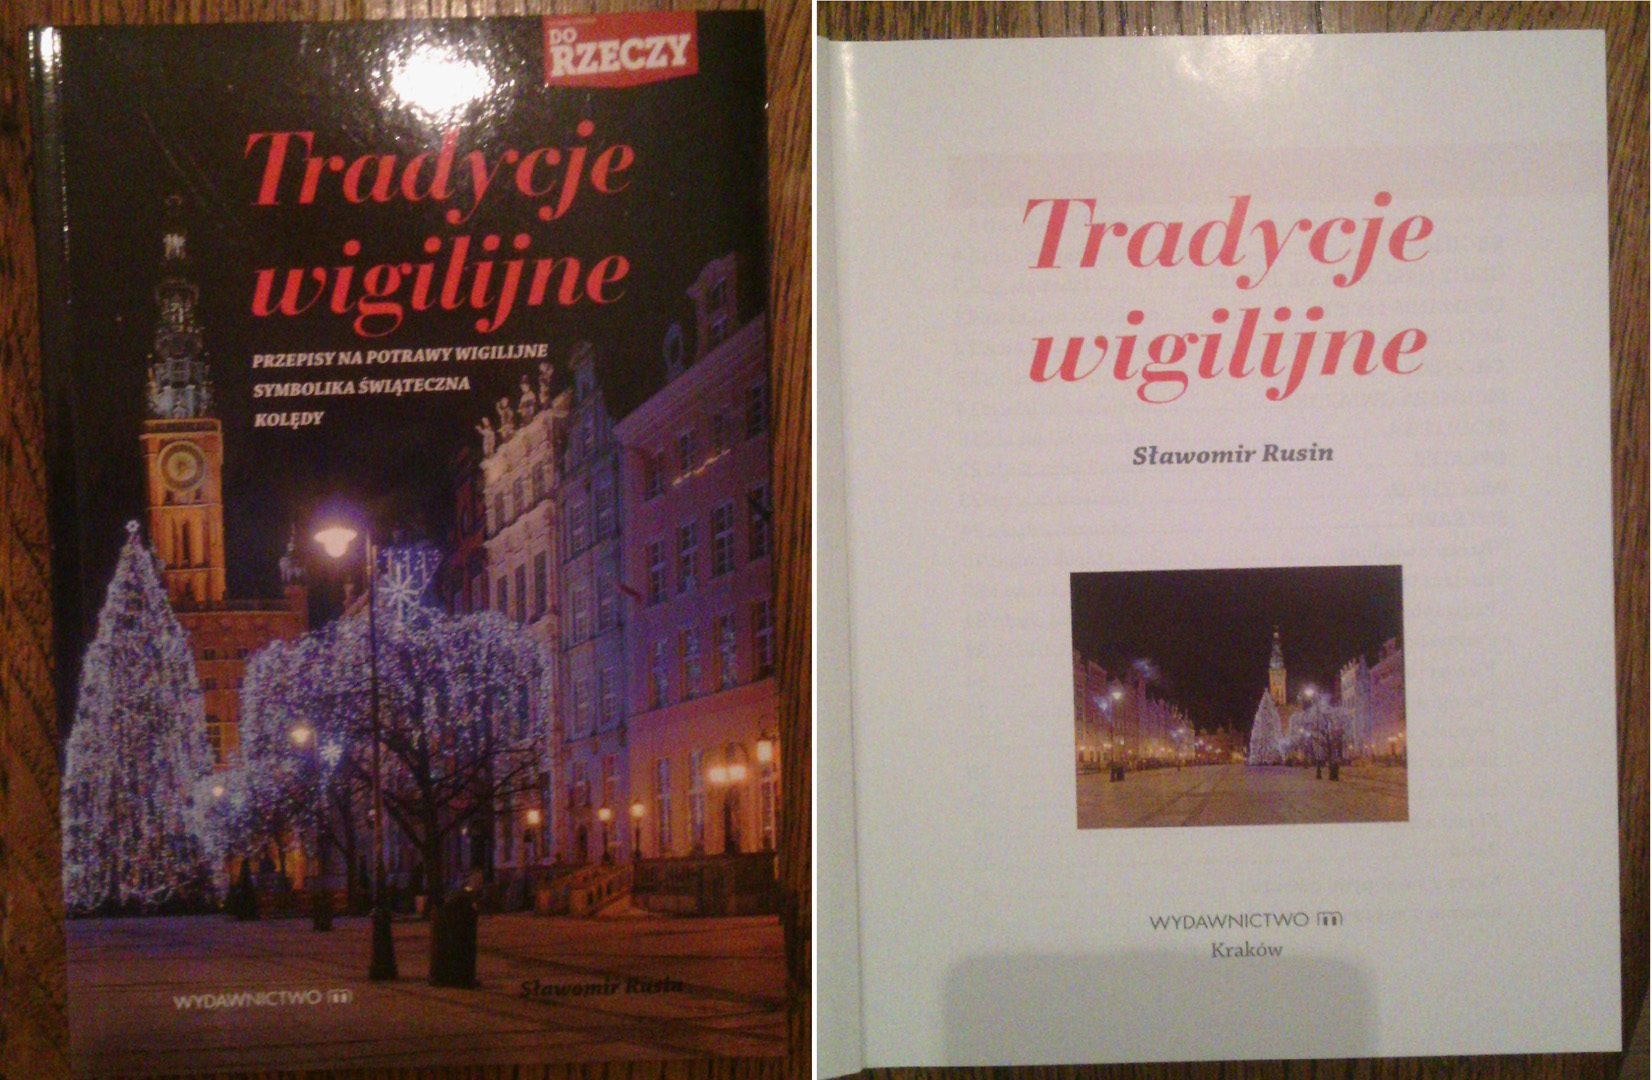 DO
RZECZY
Tradycje
wigilijne
PRZEPISY NA POTRAWY WIGILIJNE
SYMBOLIKA ŚWIĄTECZNA
KOLĘDY
WYDAWNICTWO m
Sławomir Rusin
Tradycje
wigilijne
Sławomir Rusin
WYDAWNICTWO m
Kraków